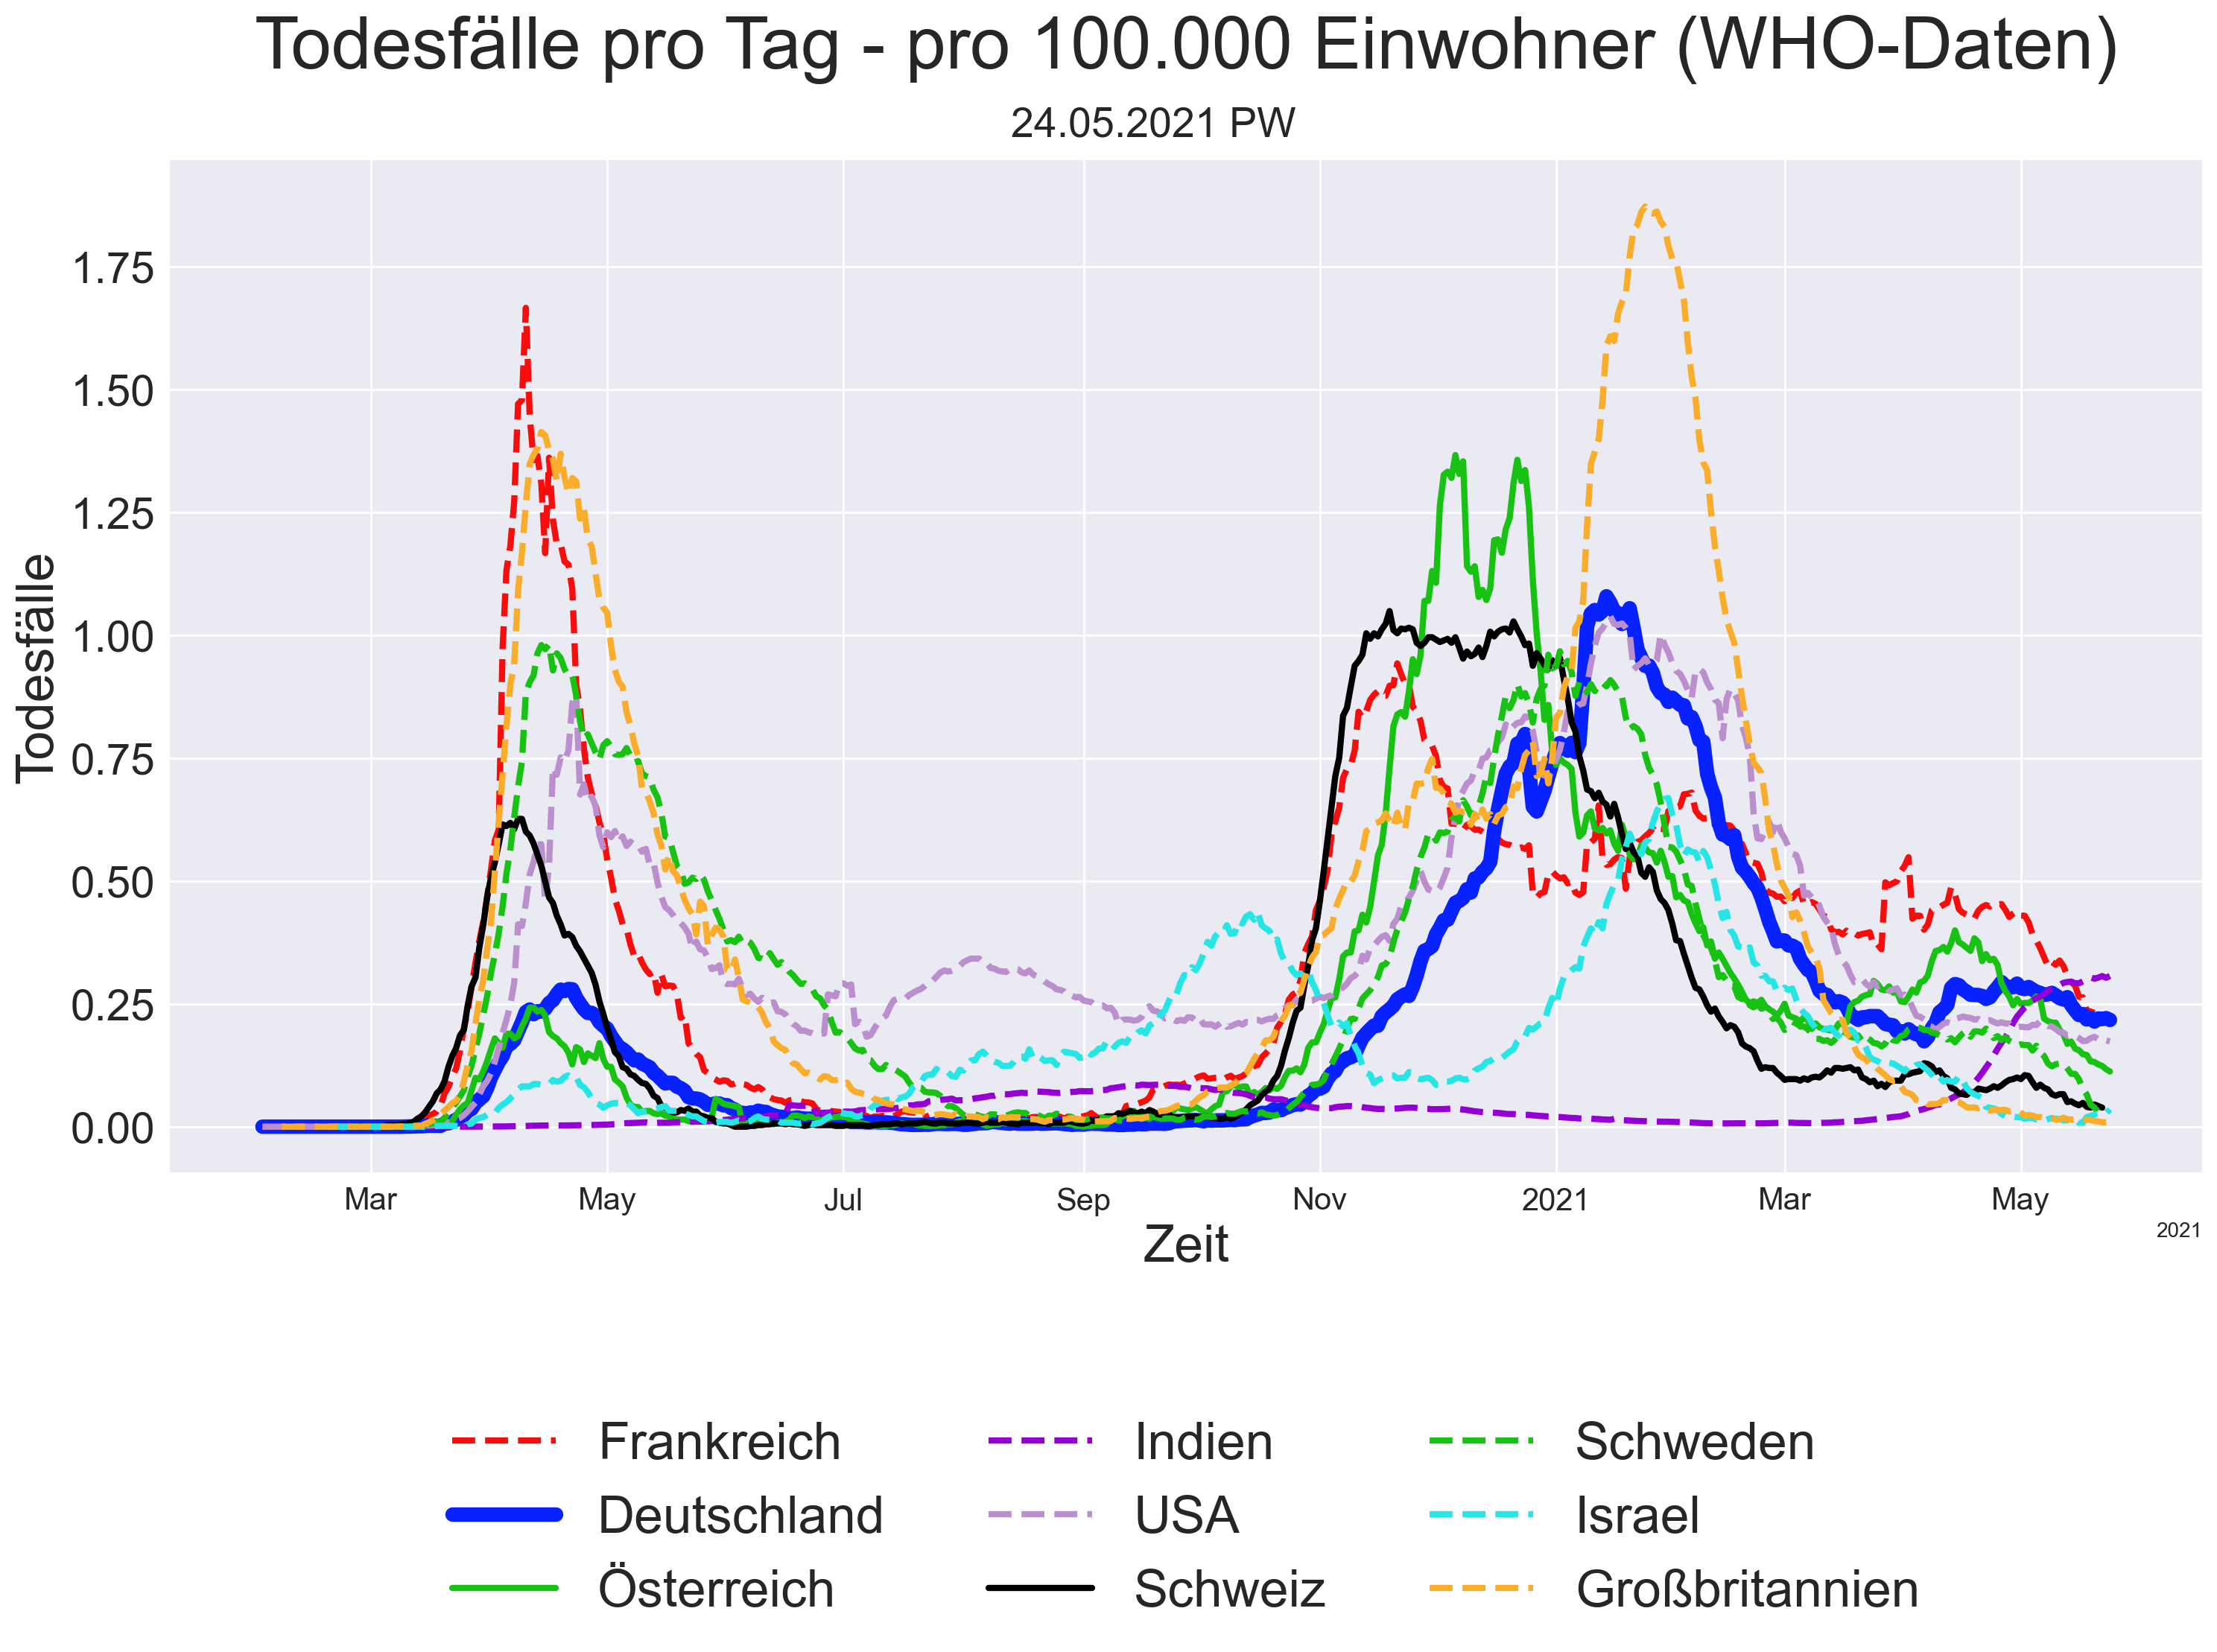 Todesfälle pro Tag - pro 100.000 Einwohner (WHO-Daten)
24.05.2021 PW
1.75
1.50
1.25
1.00
0.75
0.50
0.25
0.00
Todesfälle
Mar May Jul Sep Nov 2021 Mar May
2021
Zeit
Frankreich Indien Schweden
Deutschland USA Israel
Österreich Schweiz Großbritannien